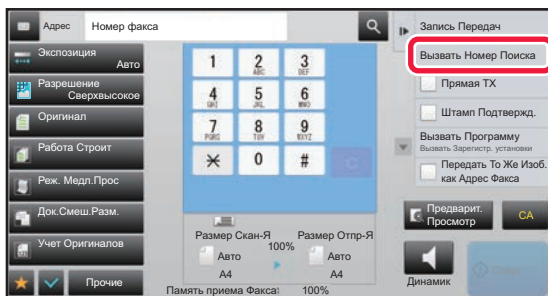 Адрес
Номер факса
Экспозиция
Авто
Разрешение
Сверхвысокое
Оригинал
Работа Строит
Реж. Медл.Прос
Док.Смеш.Разм.
Учет Оригиналов
Прочие
1
2
ABC
3
DEF
4
GHI
5
JKL
6
MNO
7
PQRS
8
TUV
9
WXYZ
0
#
C
Размер Скан-Я
100%
Размер Отпр-Я
Авто
A4
Авто
A4
Память приема Факса:
100%
Запись Передач
Вызвать Номер Поиска
Прямая TX
Штамп Подтвержд.
Вызвать Программу
Вызвать Зарегистр. установки
Передать То Же Изоб.
как Адрес Факса
Предварит.
Просмотр
CA
Динамик